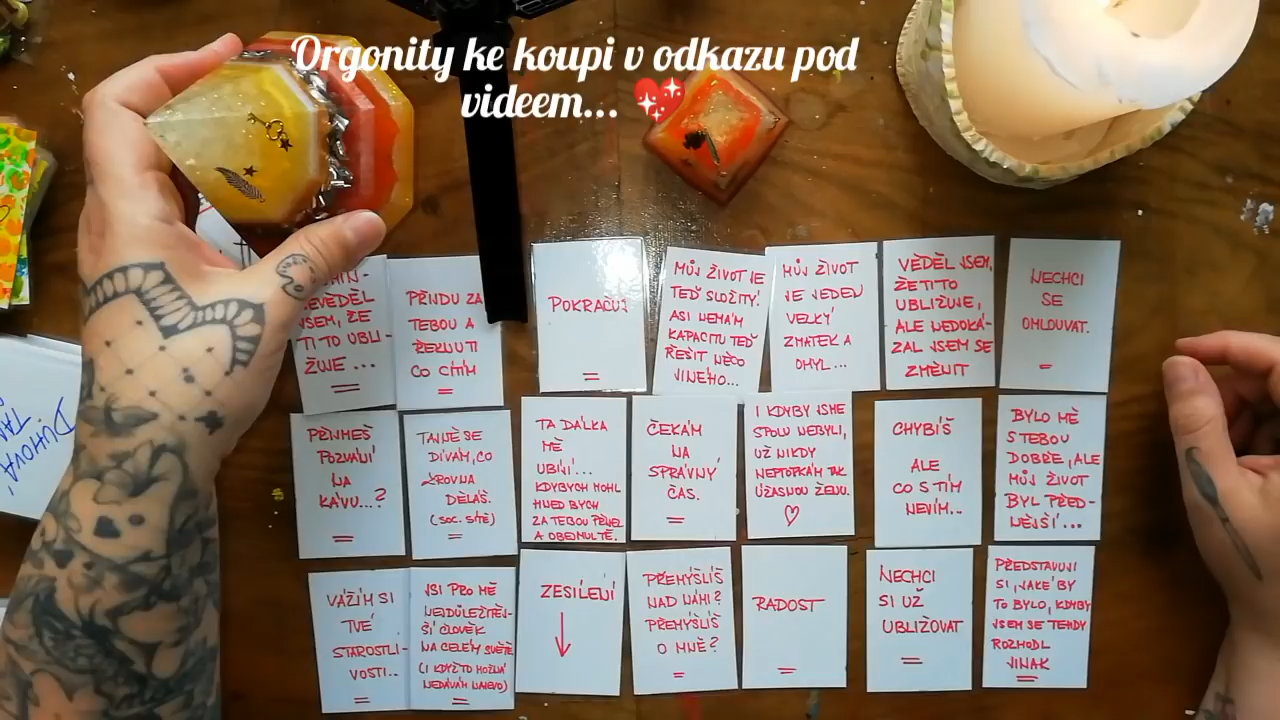 Orgonity ke koupi v odkazu pod
videem...
EVĚDĚL
JSEM, ŽE
TI TO UBLI-
ŽUJE ...
PŘIJDU ZA
TEBOU A
ŘEKNU TI
CO CÍTÍM
POKRAČUJ
MŮJ ŽIVOT JE
TEĎ SLOŽITÝ!
ASI NEMÁM
KAPACITU TEĎ
ŘEŠIT NĚCO
JINÉHO...
MŮJ ŽIVOT
JE JEDEN
VELKÝ
ZMATEK A
OMYL...
VĚDĚL JSEM,
ŽE TI TO
UBLIŽUJE,
ALE NEDOKÁ-
ZAL JSEM SE
ZMĚNIT
NECHCI
SE
OMLOUVAT.
PŘIJMEŠ
POZVÁNÍ
NA
KÁVU...?
TAJNĚ SE
DÍVÁM, CO
ZROVNA
DĚLÁŠ.
(SOC. SÍTĚ)
TA DÁLKA
MĚ
UBÍJÍ...
KDYBYCH MOHL
HNED BYCH
ZA TEBOU PŘIJEL
A OBEJMUL TĚ.
ČEKÁM
NA
SPRÁVNÝ
ČAS.
I KDYBY JSME
SPOLU NEBYLI,
UŽ NIKDY
NEPOTKÁM TAK
ÚŽASNOU ŽENU.
♡
CHYBÍŠ
ALE
CO S TÍM
NEVÍM...
BYLO MĚ
S TEBOU
DOBŘE, ALE
MŮJ ŽIVOT
BYL PŘED-
NĚJŠÍ...
VÁŽÍM SI
TVÉ
STAROSTLI-
VOSTI..
JSI PRO MĚ
NEJDŮLEŽITĚJ-
ŠÍ ČLOVĚK
NA CELÉM SVĚTĚ
(I KDYŽ TO MOŽNÁ
NEDÁVÁM NAJEVO)
ZESÍLENÍ
↓
PŘEMÝŠLÍŠ
NAD NÁMI?
PŘEMÝŠLÍŠ
O MNĚ?
RADOST
NECHCI
SI UŽ
UBLIŽOVAT
PŘEDSTAVUJI
SI, JAKÉ BY
TO BYLO, KDYBY
JSEM SE TEHDY
ROZHODL
JINAK
DUHOVÁ